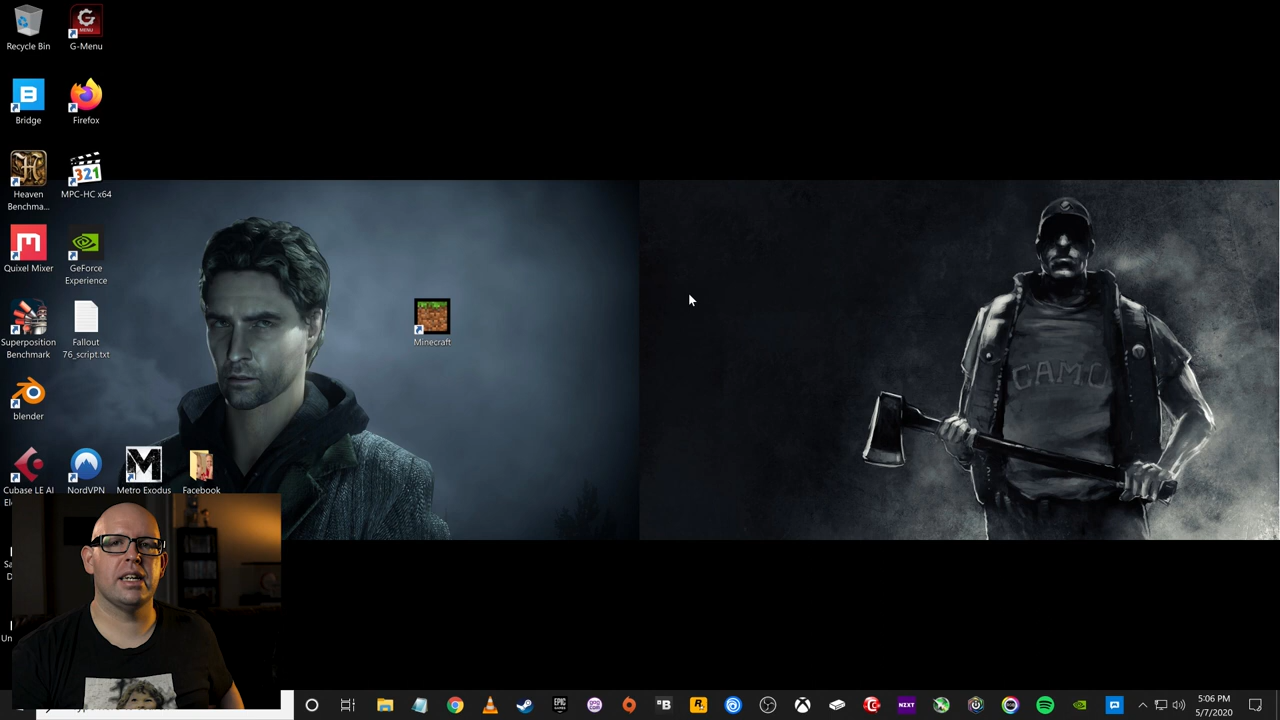 Recycle Bin
G-Menu
Bridge
Firefox
Heaven
Benchma...
MPC-HC x64
Quixel Mixer
GeForce
Experience
Superposition
Benchmark
Fallout
76_script.txt
blender
Minecraft
Cubase LE AI
NordVPN
Metro Exodus
Facebook
CAMO
5:06 PM
5/7/2020